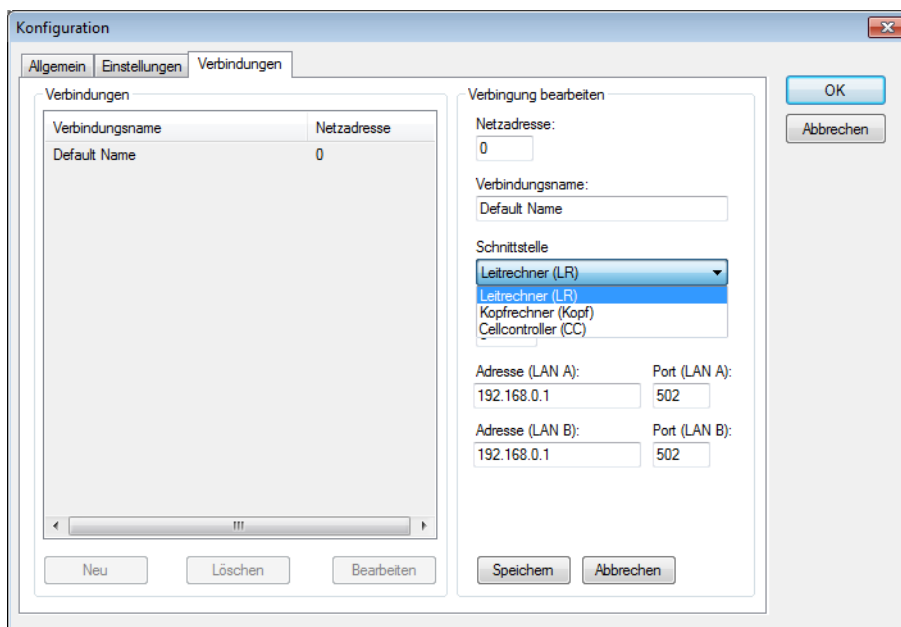 Konfiguration
Allgemein Einstellungen Verbindungen
Verbindungen
Verbindungsname Netzadresse
Default Name 0
Neu Löschen Bearbeiten
Verbingung bearbeiten
Netzadresse:
0
Verbindungsname:
Default Name
Schnittstelle
Leitrechner (LR)
Leitrechner (LR)
Kopfrechner (Kopf)
Cellcontroller (CC)
Adresse (LAN A): Port (LAN A):
192.168.0.1 502
Adresse (LAN B): Port (LAN B):
192.168.0.1 502
Speichern Abbrechen
OK
Abbrechen